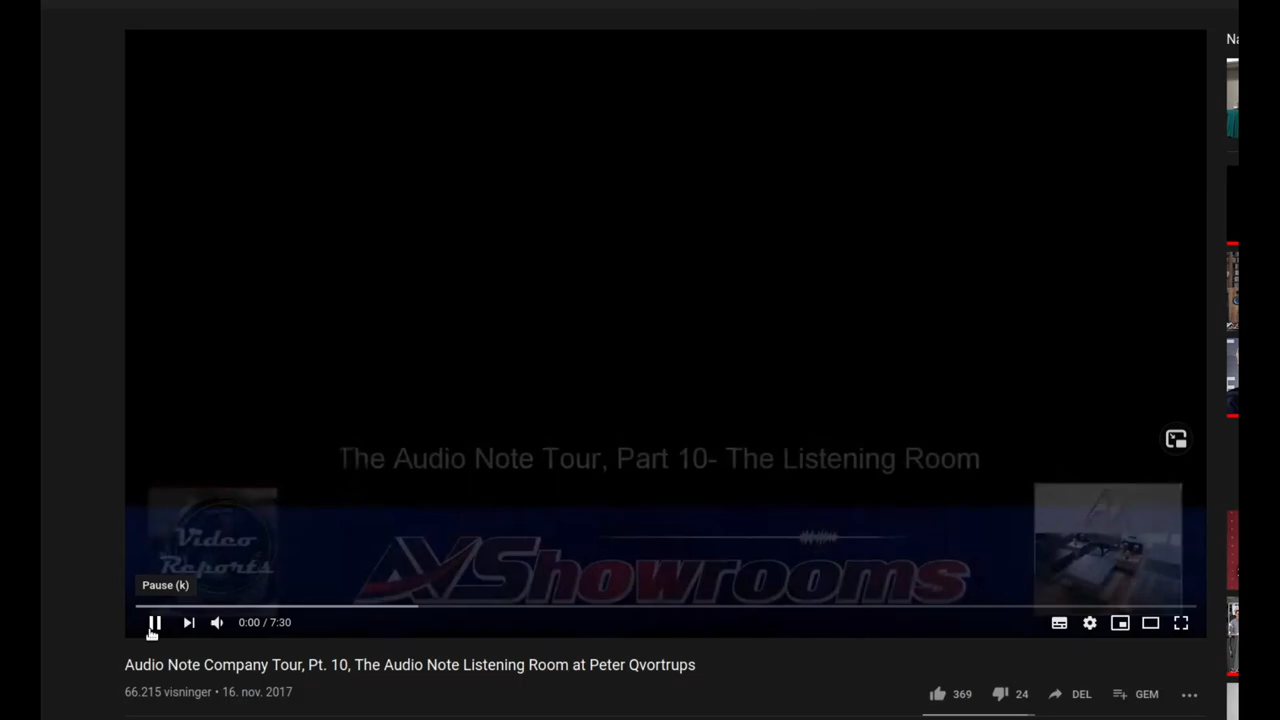 Na
The Audio Note Tour, Part 10- The Listening Room
Video
Reports
AVShowrooms
Pause (k)
0:00 / 7:30
Audio Note Company Tour, Pt. 10, The Audio Note Listening Room at Peter Qvortrups
66.215 visninger • 16. nov. 2017
369
24
DEL
GEM